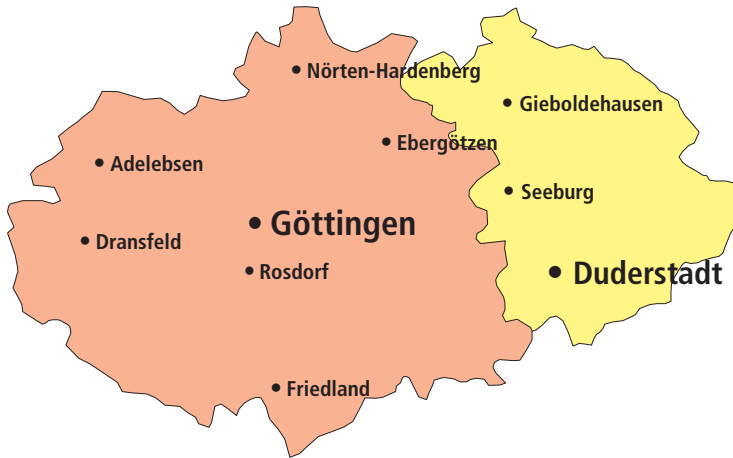 Nörten-Hardenberg
Gieboldehausen
Ebergötzen
Adelebsen
Seeburg
Göttingen
Dransfeld
Rosdorf
Duderstadt
Friedland